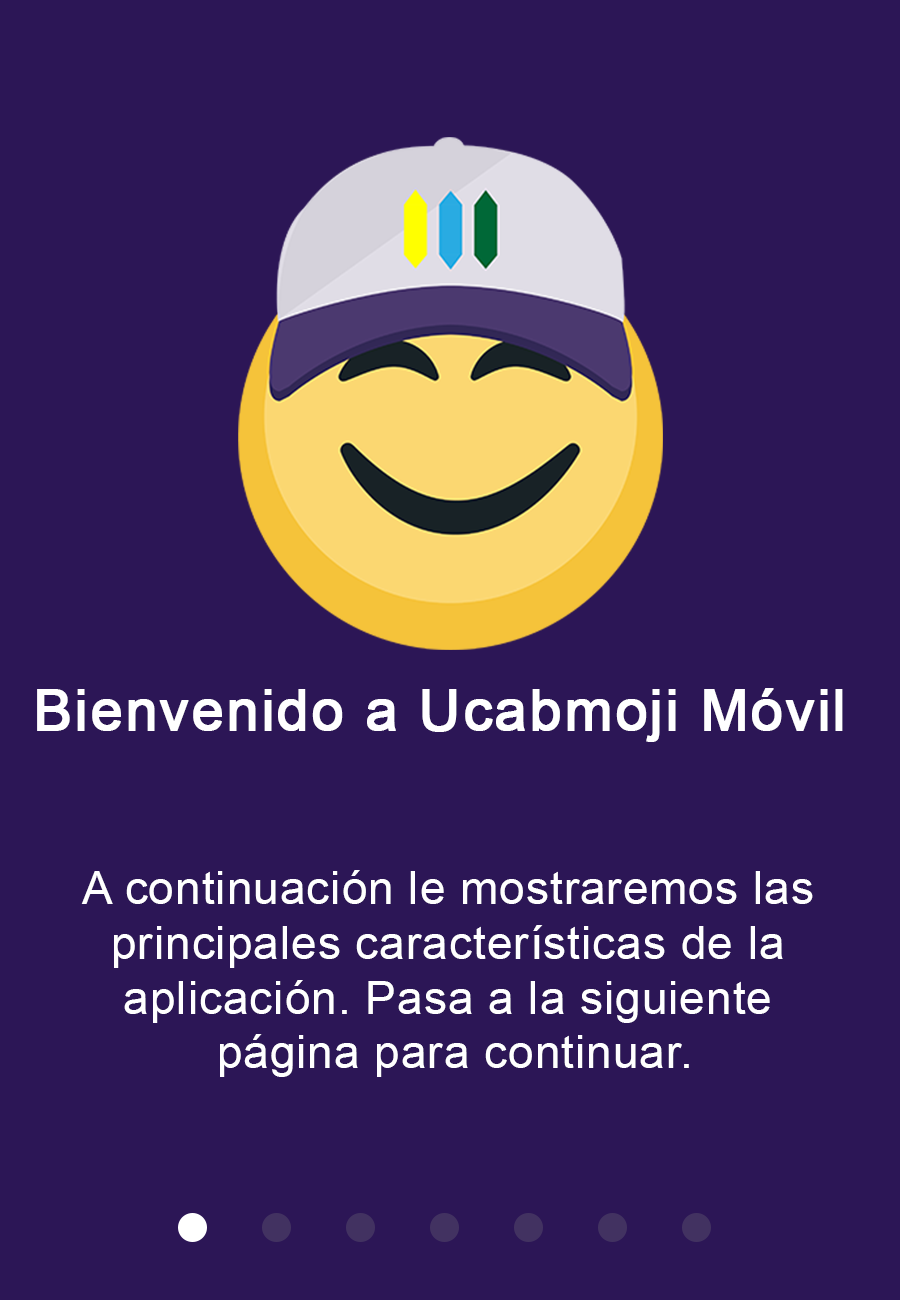 Bienvenido a Ucabmoji Móvil
A continuación le mostraremos las
principales características de la
aplicación. Pasa a la siguiente
página para continuar.